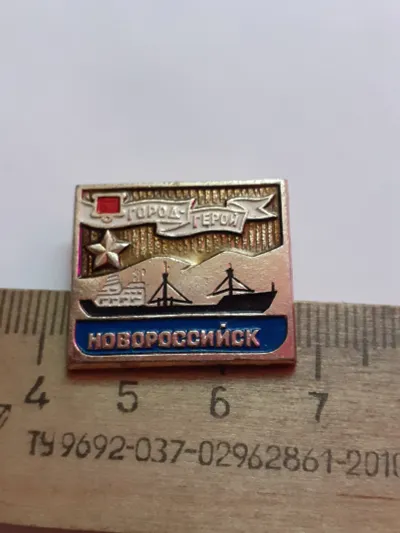 ГОРОД-
ГЕРОЙ
НОВОРОССИЙСК
4 5 6 7
ТУ 9692-037-02962861-2010